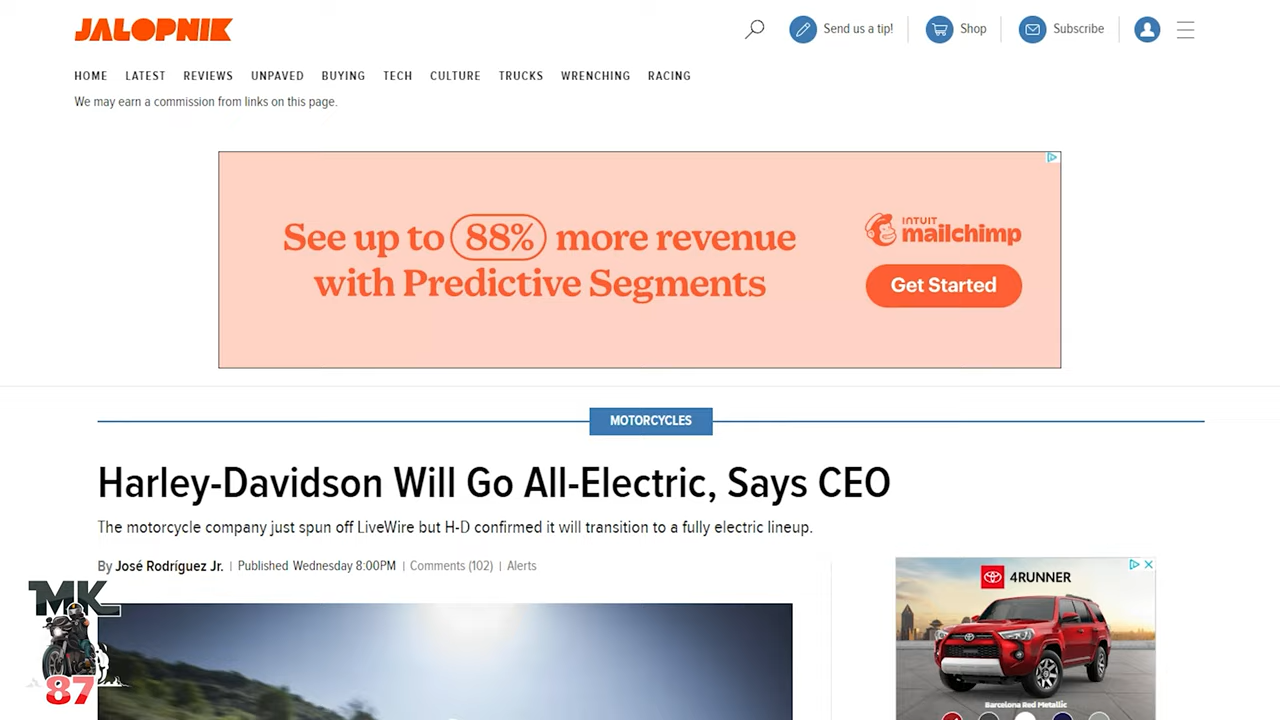 JALOPNIK
Send us a tip!
Shop
Subscribe
HOME LATEST REVIEWS UNPAVED BUYING TECH CULTURE TRUCKS WRENCHING RACING
We may earn a commission from links on this page.
See up to 88% more revenue
with Predictive Segments
INTUIT
mailchimp
Get Started
MOTORCYCLES
Harley-Davidson Will Go All-Electric, Says CEO
The motorcycle company just spun off LiveWire but H-D confirmed it will transition to a fully electric lineup.
By José Rodríguez Jr. | Published Wednesday 8:00PM | Comments (102) | Alerts
4RUNNER
Barcelona Red Metallic
MK
87